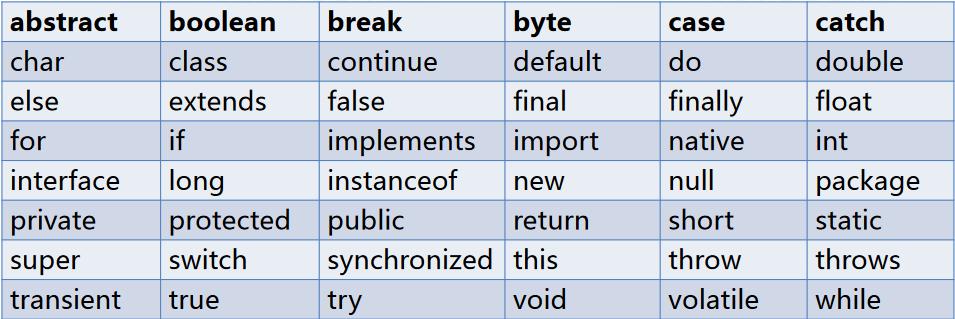 abstract boolean break byte case catch
char class continue default do double
else extends false final finally float
for if implements import native int
interface long instanceof new null package
private protected public return short static
super switch synchronized this throw throws
transient true try void volatile while